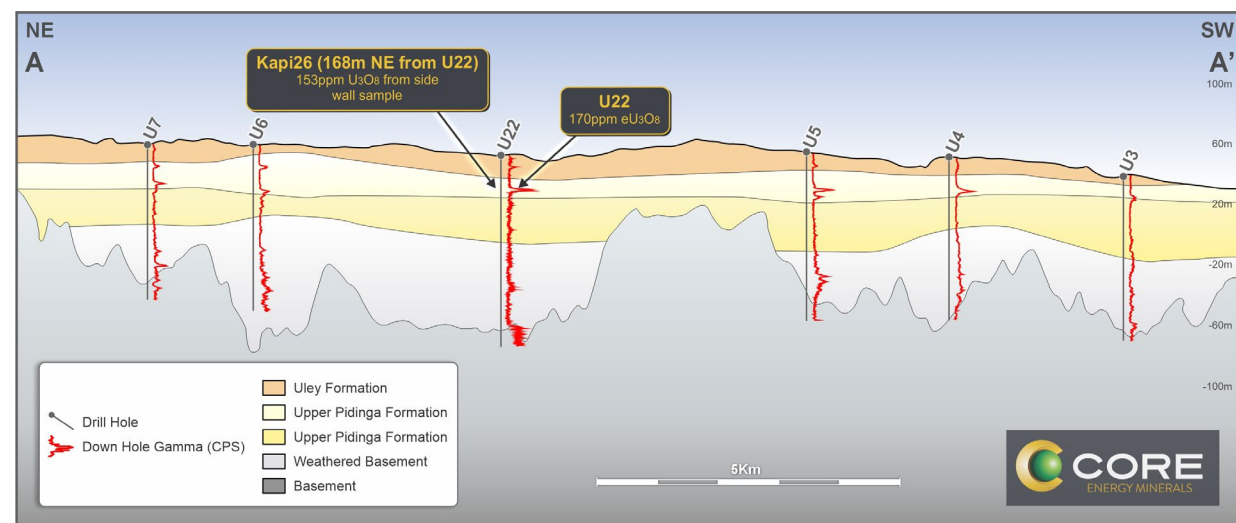 NE
SW
A
A’
Kapi26 (168m NE from U22)
153ppm U₃O₈ from side
wall sample
U22
170ppm eU₃O₈
100m
60m
20m
-20m
-60m
-100m
U7
U6
U22
U5
U4
U3
Drill Hole
Down Hole Gamma (CPS)
Uley Formation
Upper Pidinga Formation
Upper Pidinga Formation
Weathered Basement
Basement
5Km
CORE
ENERGY MINERALS